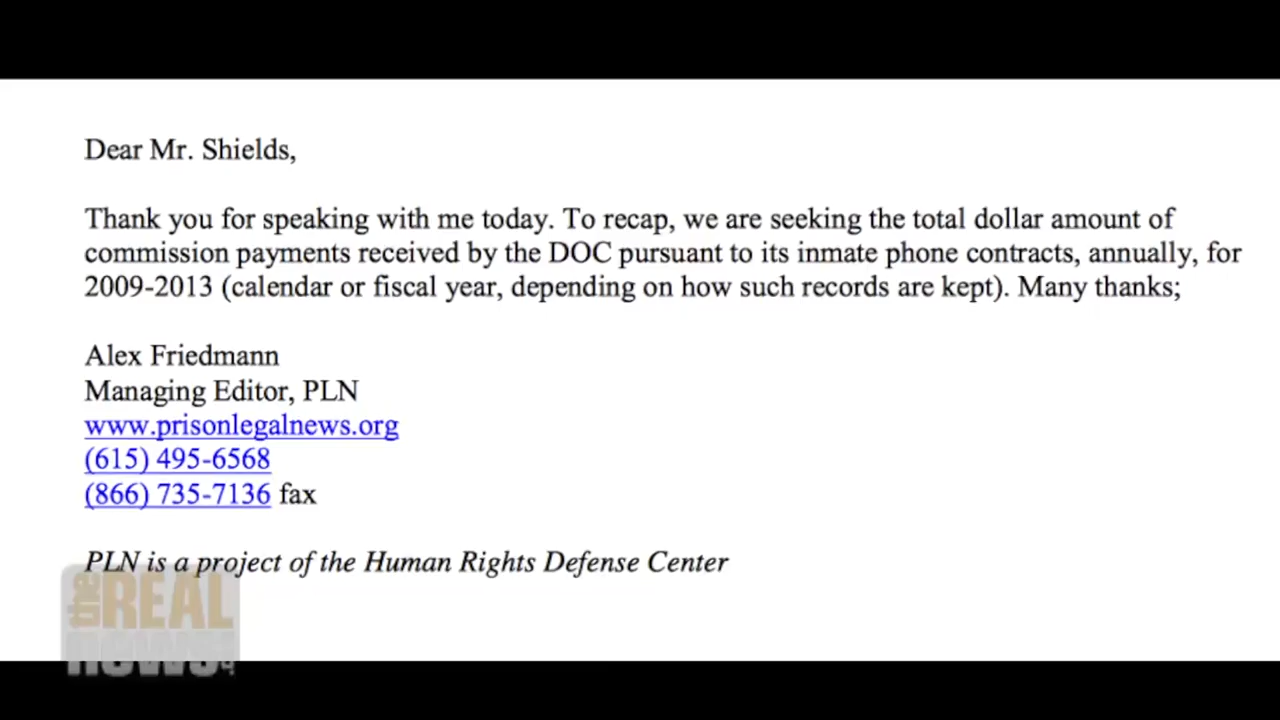 Dear Mr. Shields,
Thank you for speaking with me today. To recap, we are seeking the total dollar amount of
commission payments received by the DOC pursuant to its inmate phone contracts, annually, for
2009-2013 (calendar or fiscal year, depending on how such records are kept). Many thanks;
Alex Friedmann
Managing Editor, PLN
www.prisonlegalnews.org
(615) 495-6568
(866) 735-7136 fax
PLN is a project of the Human Rights Defense Center
the REAL
news